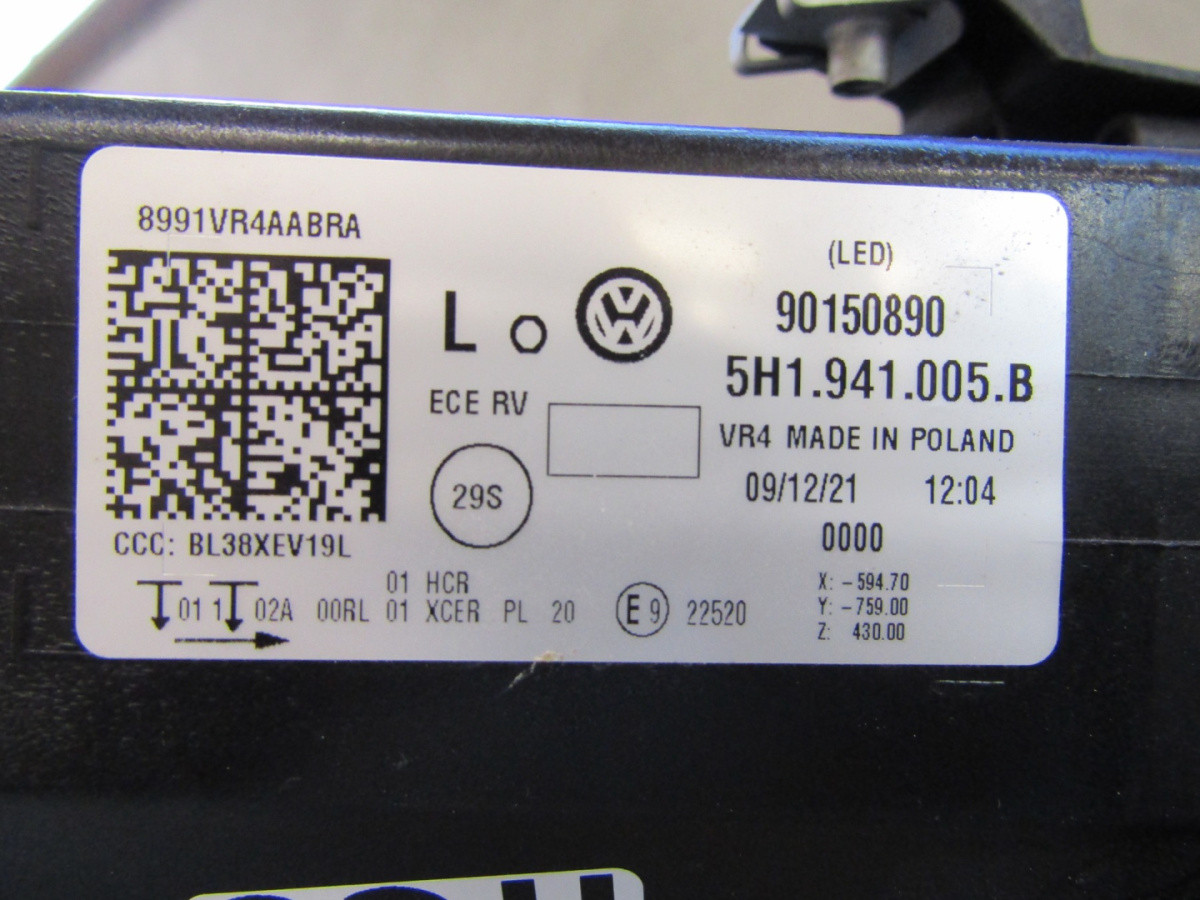 8991VR4AABRA
CCC: BL38XEV19L
L
ECE RV
29S
(LED)
90150890
5H1.941.005.B
VR4 MADE IN POLAND
09/12/21 12:04
0000
01 HCR
01 1 02A 00RL 01 XCER PL 20 E9 22520
X: -594.70
Y: -759.00
Z: 430.00